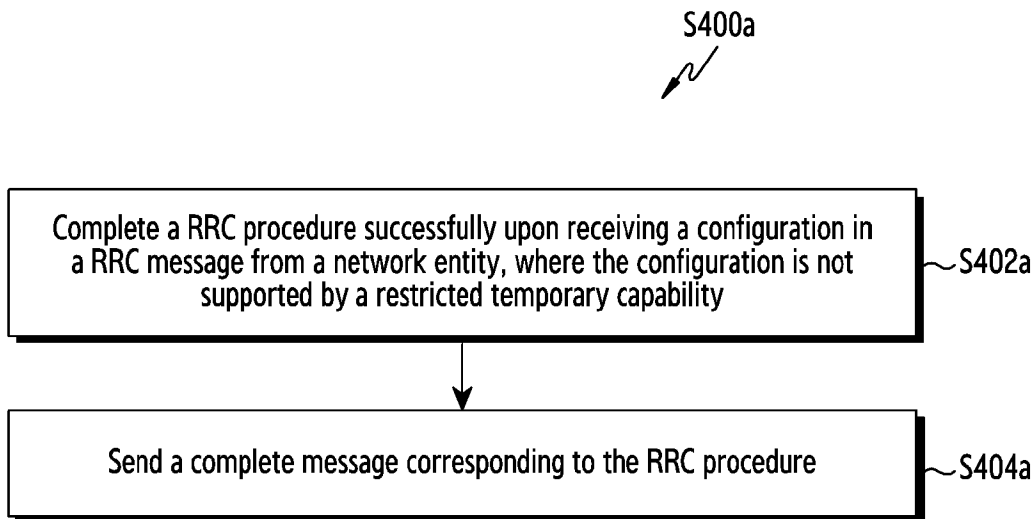 S400a
Complete a RRC procedure successfully upon receiving a configuration in
a RRC message from a network entity, where the configuration is not
supported by a restricted temporary capability
S402a
Send a complete message corresponding to the RRC procedure
S404a